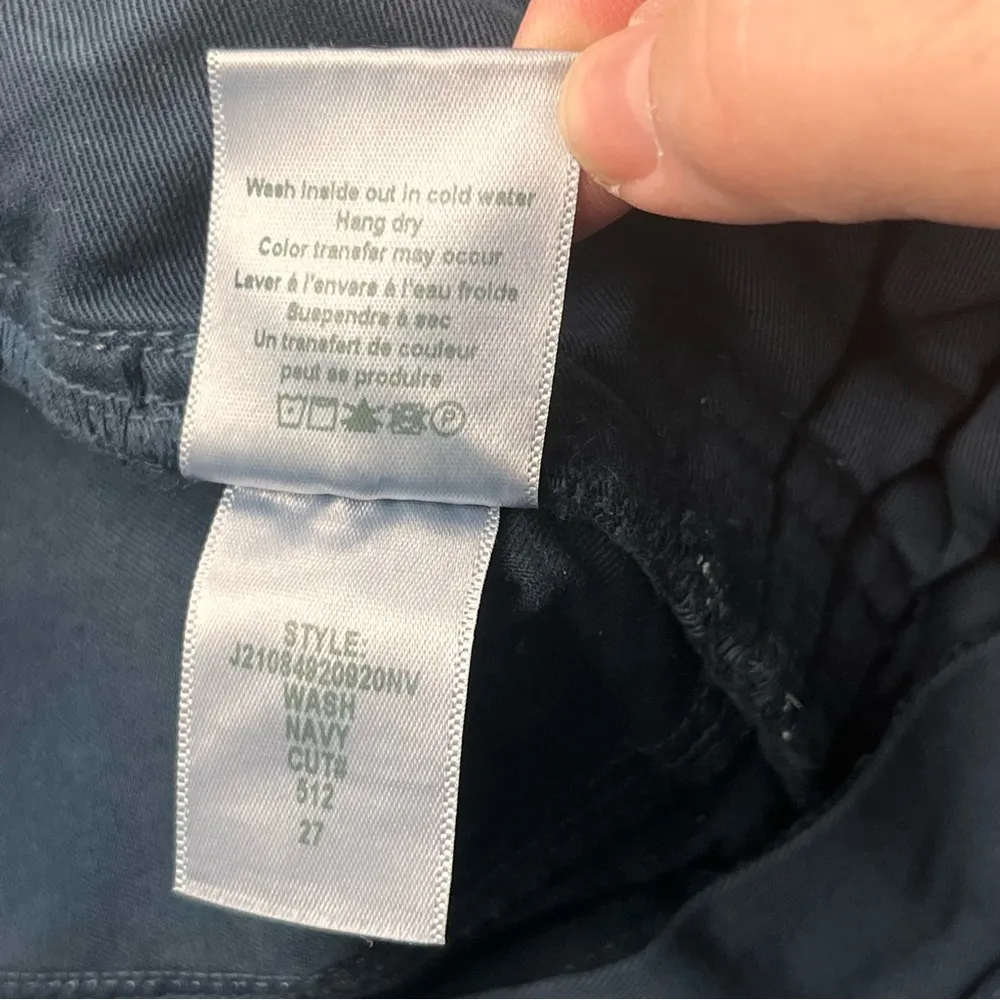 Wash inside out in cold water
Hang dry
Color transfer may occur
Laver à l'envers à l'eau froide
Suspendre à sec
Un transfert de couleur
peut se produire
P
STYLE:
J21084920920NV
WASH
NAVY
CUT#
512
27